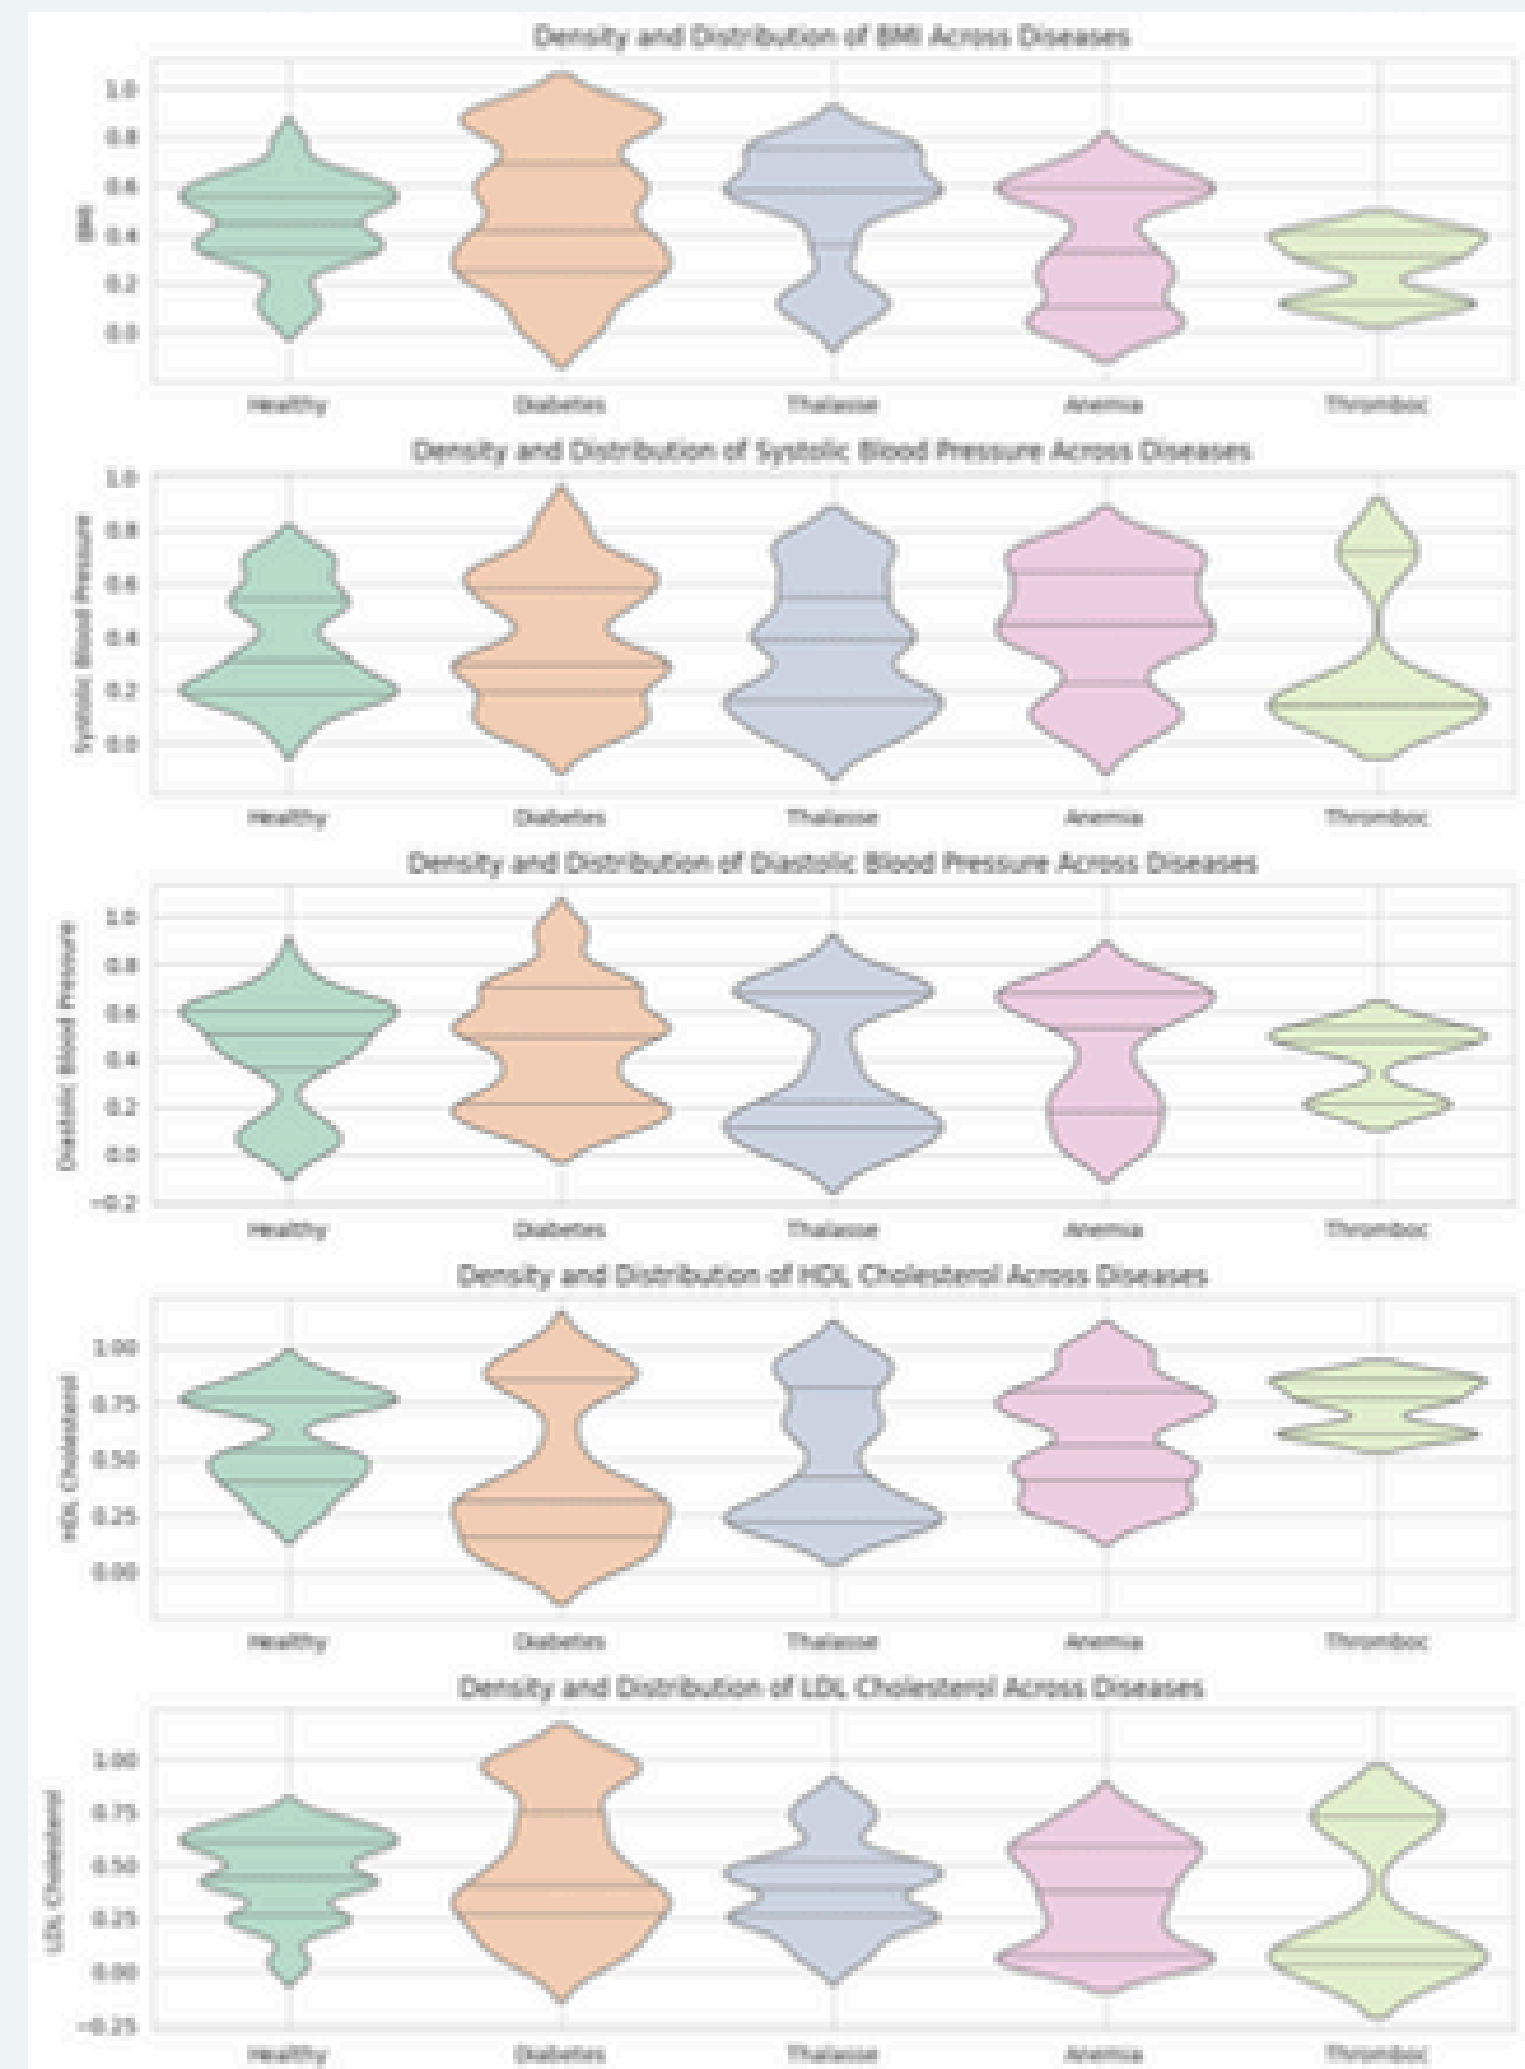 Density and Distribution of BMI Across Diseases
BMI
1.0
0.8
0.6
0.4
0.2
0.0
Healthy Diabetes Thalasse Anemia Thromboc
Density and Distribution of Systolic Blood Pressure Across Diseases
Systolic Blood Pressure
1.0
0.8
0.6
0.4
0.2
0.0
Healthy Diabetes Thalasse Anemia Thromboc
Density and Distribution of Diastolic Blood Pressure Across Diseases
Diastolic Blood Pressure
1.0
0.8
0.6
0.4
0.2
0.0
−0.2
Healthy Diabetes Thalasse Anemia Thromboc
Density and Distribution of HDL Cholesterol Across Diseases
HDL Cholesterol
1.00
0.75
0.50
0.25
0.00
Healthy Diabetes Thalasse Anemia Thromboc
Density and Distribution of LDL Cholesterol Across Diseases
LDL Cholesterol
1.00
0.75
0.50
0.25
0.00
−0.25
Healthy Diabetes Thalasse Anemia Thromboc